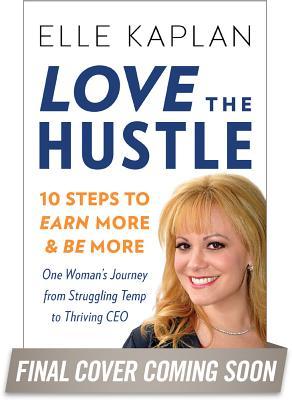 ELLE KAPLAN
LOVE THE
HUSTLE
10 STEPS TO
EARN MORE
& BE MORE
One Woman's Journey
from Struggling Temp
to Thriving CEO
FINAL COVER COMING SOON